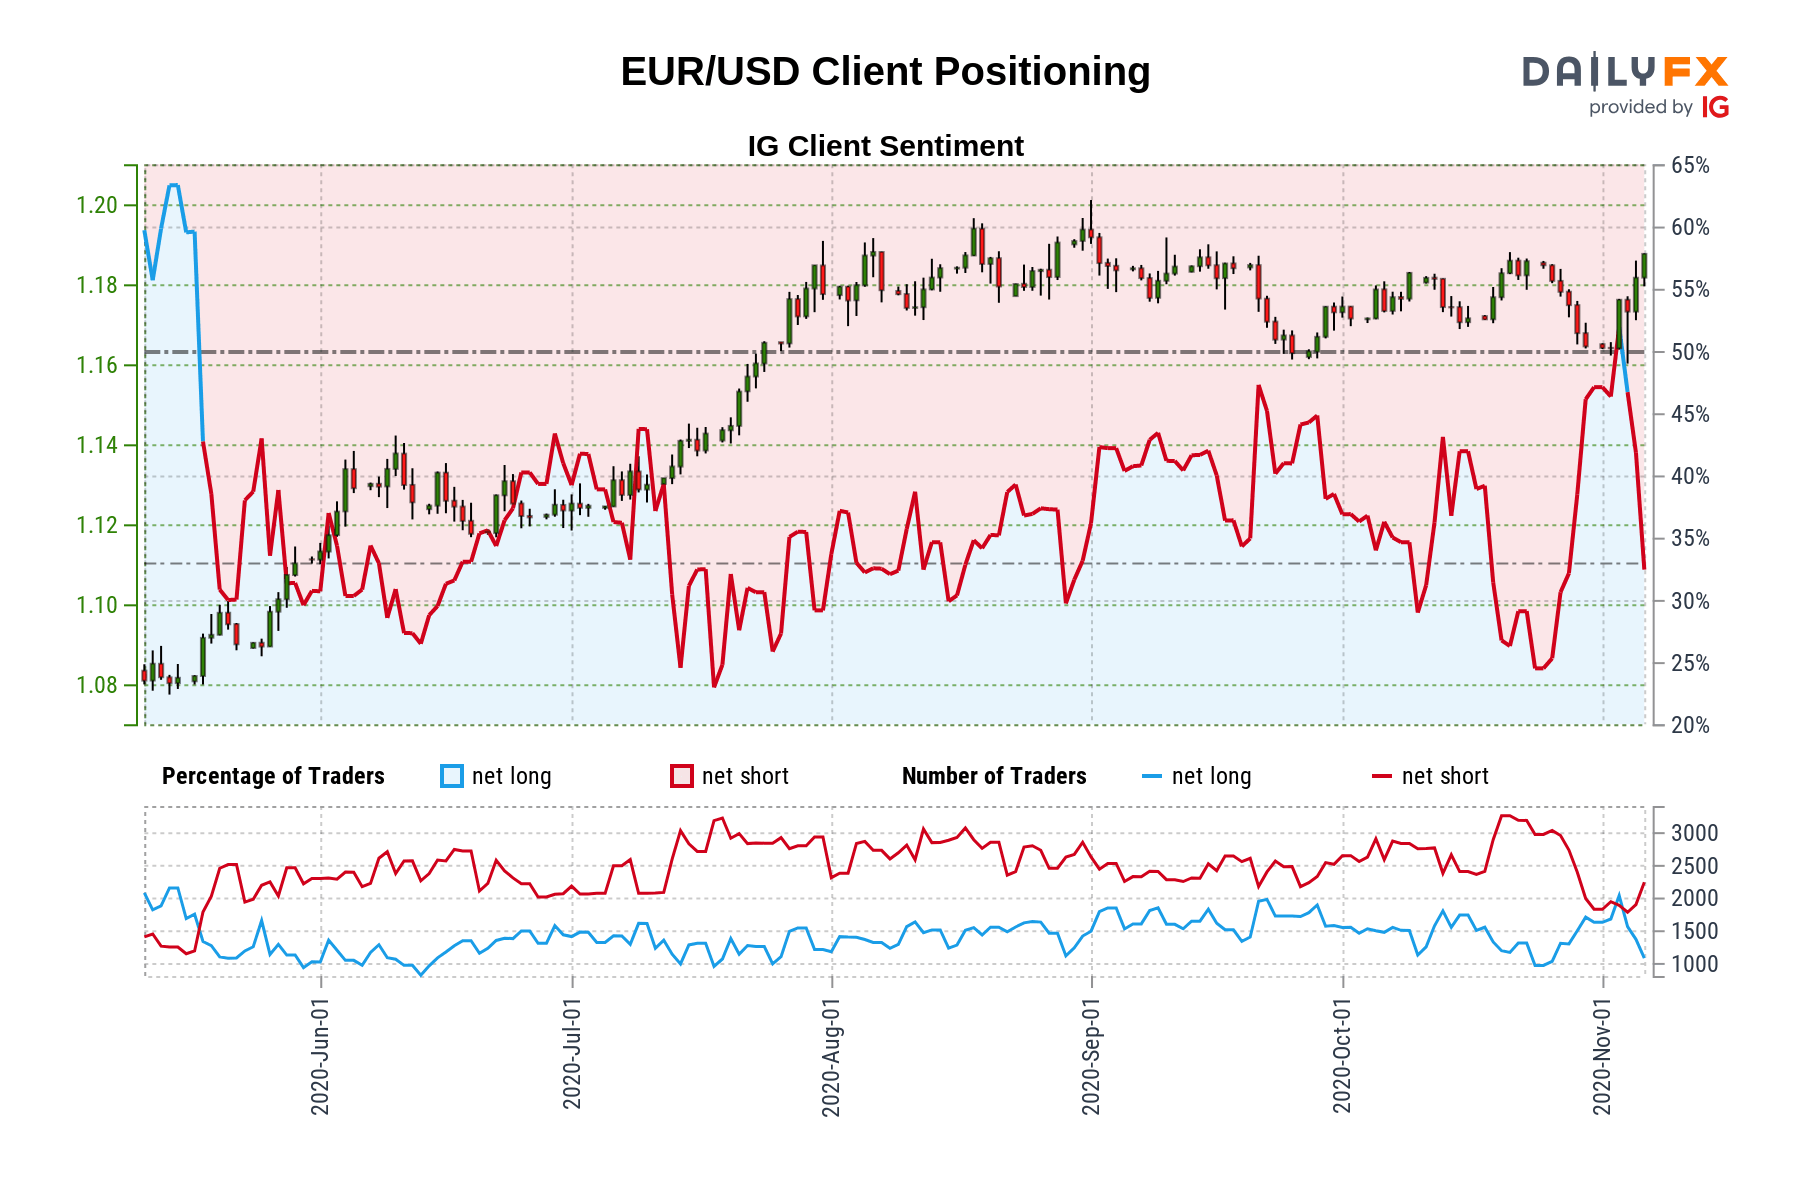 EUR/USD Client Positioning
DAILYFX
provided by IG
IG Client Sentiment
1.20
1.18
1.16
1.14
1.12
1.10
1.08
65%
60%
55%
50%
45%
40%
35%
30%
25%
20%
Percentage of Traders net long net short Number of Traders net long net short
3000
2500
2000
1500
1000
2020-Jun-01
2020-Jul-01
2020-Aug-01
2020-Sep-01
2020-Oct-01
2020-Nov-01